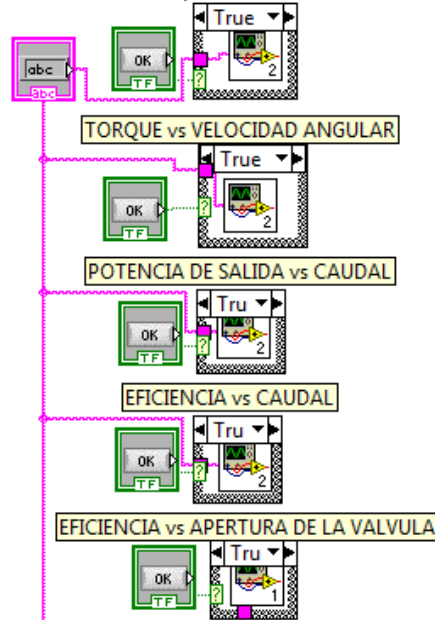 True
abc
abc
OK
TF
?
2
TORQUE vs VELOCIDAD ANGULAR
True
OK
TF
?
2
POTENCIA DE SALIDA vs CAUDAL
Tru
OK
TF
?
2
EFICIENCIA vs CAUDAL
Tru
OK
TF
?
2
EFICIENCIA vs APERTURA DE LA VALVULA
Tru
OK
TF
?
1